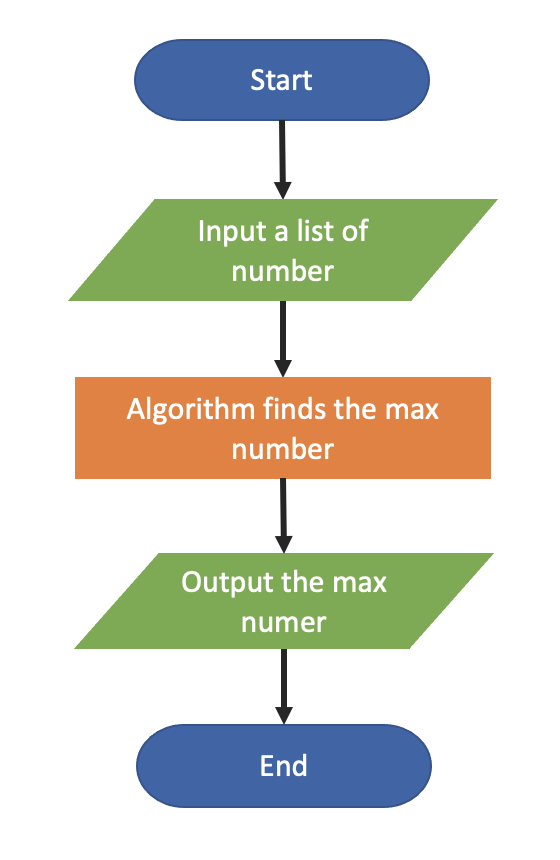 Start
Input a list of
number
Algorithm finds the max
number
Output the max
numer
End